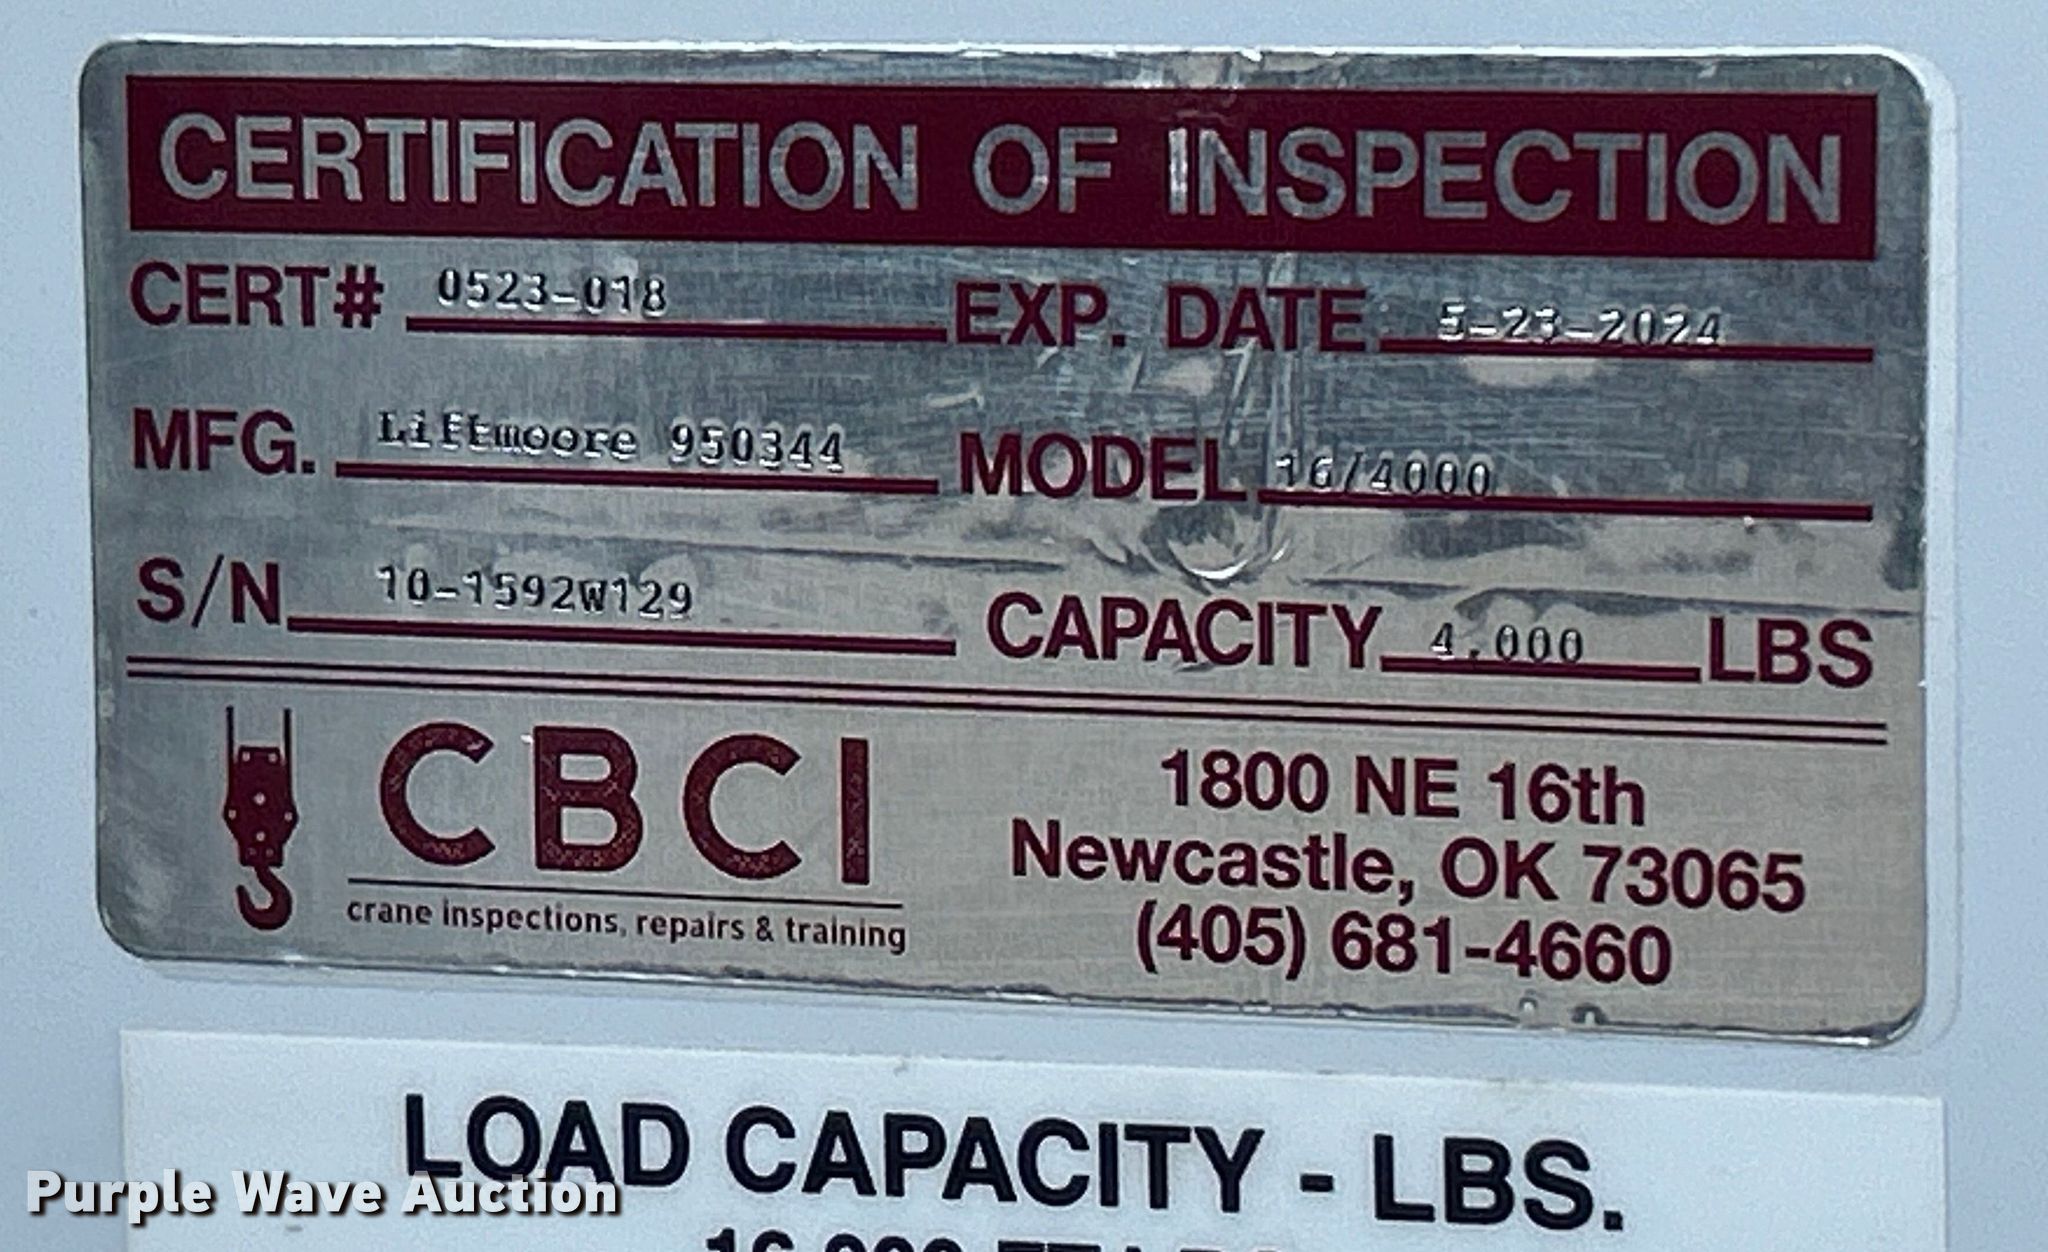 CERTIFICATION OF INSPECTION
CERT# 0523-018 EXP. DATE 5-23-2024
MFG. Liftmoore 950344 MODEL 16/4000
S/N 10-1592W129 CAPACITY 4,000 LBS
CBCI
crane inspections, repairs & training
1800 NE 16th
Newcastle, OK 73065
(405) 681-4660
LOAD CAPACITY - LBS.
Purple Wave Auction